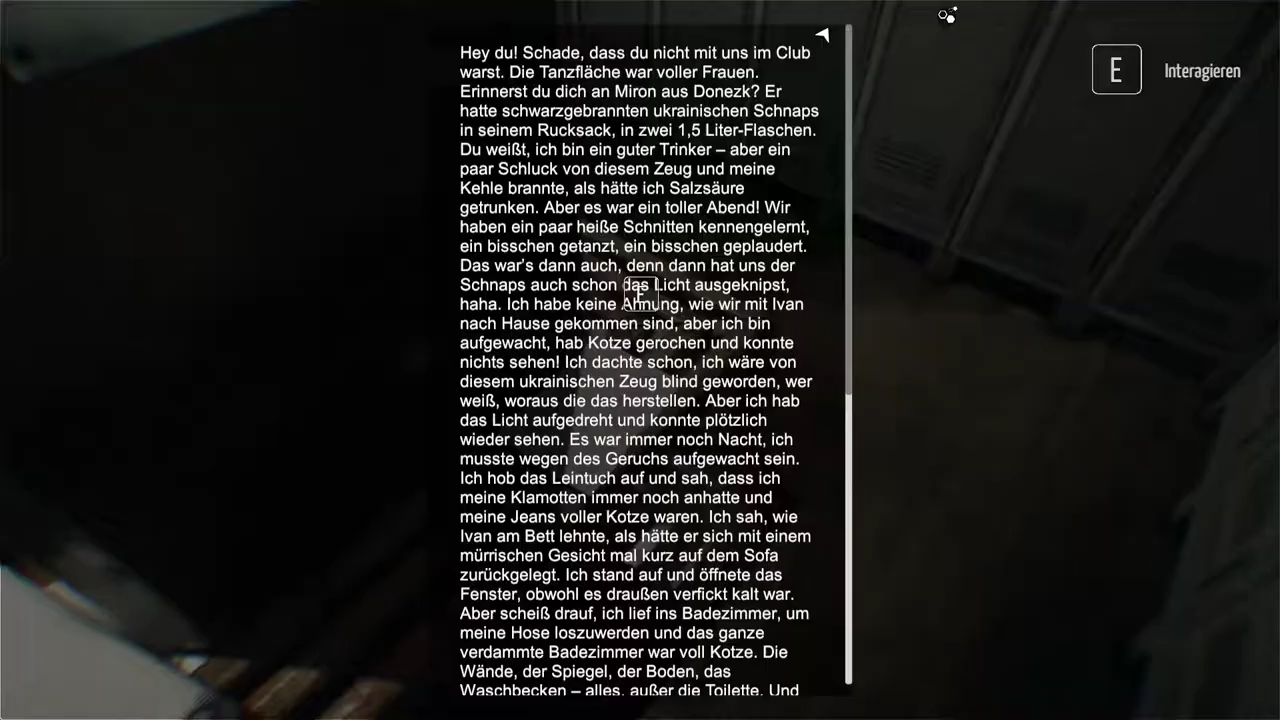 Hey du! Schade, dass du nicht mit uns im Club
warst. Die Tanzfläche war voller Frauen.
Erinnerst du dich an Miron aus Donezk? Er
hatte schwarzgebrannten ukrainischen Schnaps
in seinem Rucksack, in zwei 1,5 Liter-Flaschen.
Du weißt, ich bin ein guter Trinker – aber ein
paar Schluck von diesem Zeug und meine
Kehle brannte, als hätte ich Salzsäure
getrunken. Aber es war ein toller Abend! Wir
haben ein paar heiße Schnitten kennengelernt,
ein bisschen getanzt, ein bisschen geplaudert.
Das war's dann auch, denn dann hat uns der
Schnaps auch schon das Licht ausgeknipst,
haha. Ich habe keine Ahnung, wie wir mit Ivan
nach Hause gekommen sind, aber ich bin
aufgewacht, hab Kotze gerochen und konnte
nichts sehen! Ich dachte schon, ich wäre von
diesem ukrainischen Zeug blind geworden, wer
weiß, woraus die das herstellen. Aber ich hab
das Licht aufgedreht und konnte plötzlich
wieder sehen. Es war immer noch Nacht, ich
musste wegen des Geruchs aufgewacht sein.
Ich hob das Leintuch auf und sah, dass ich
meine Klamotten immer noch anhatte und
meine Jeans voller Kotze waren. Ich sah, wie
Ivan am Bett lehnte, als hätte er sich mit einem
mürrischen Gesicht mal kurz auf dem Sofa
zurückgelegt. Ich stand auf und öffnete das
Fenster, obwohl es draußen verfickt kalt war.
Aber scheiß drauf, ich lief ins Badezimmer, um
meine Hose loszuwerden und das ganze
verdammte Badezimmer war voll Kotze. Die
Wände, der Spiegel, der Boden, das
Waschbecken – alles, außer die Toilette. Und
E
E Interagieren